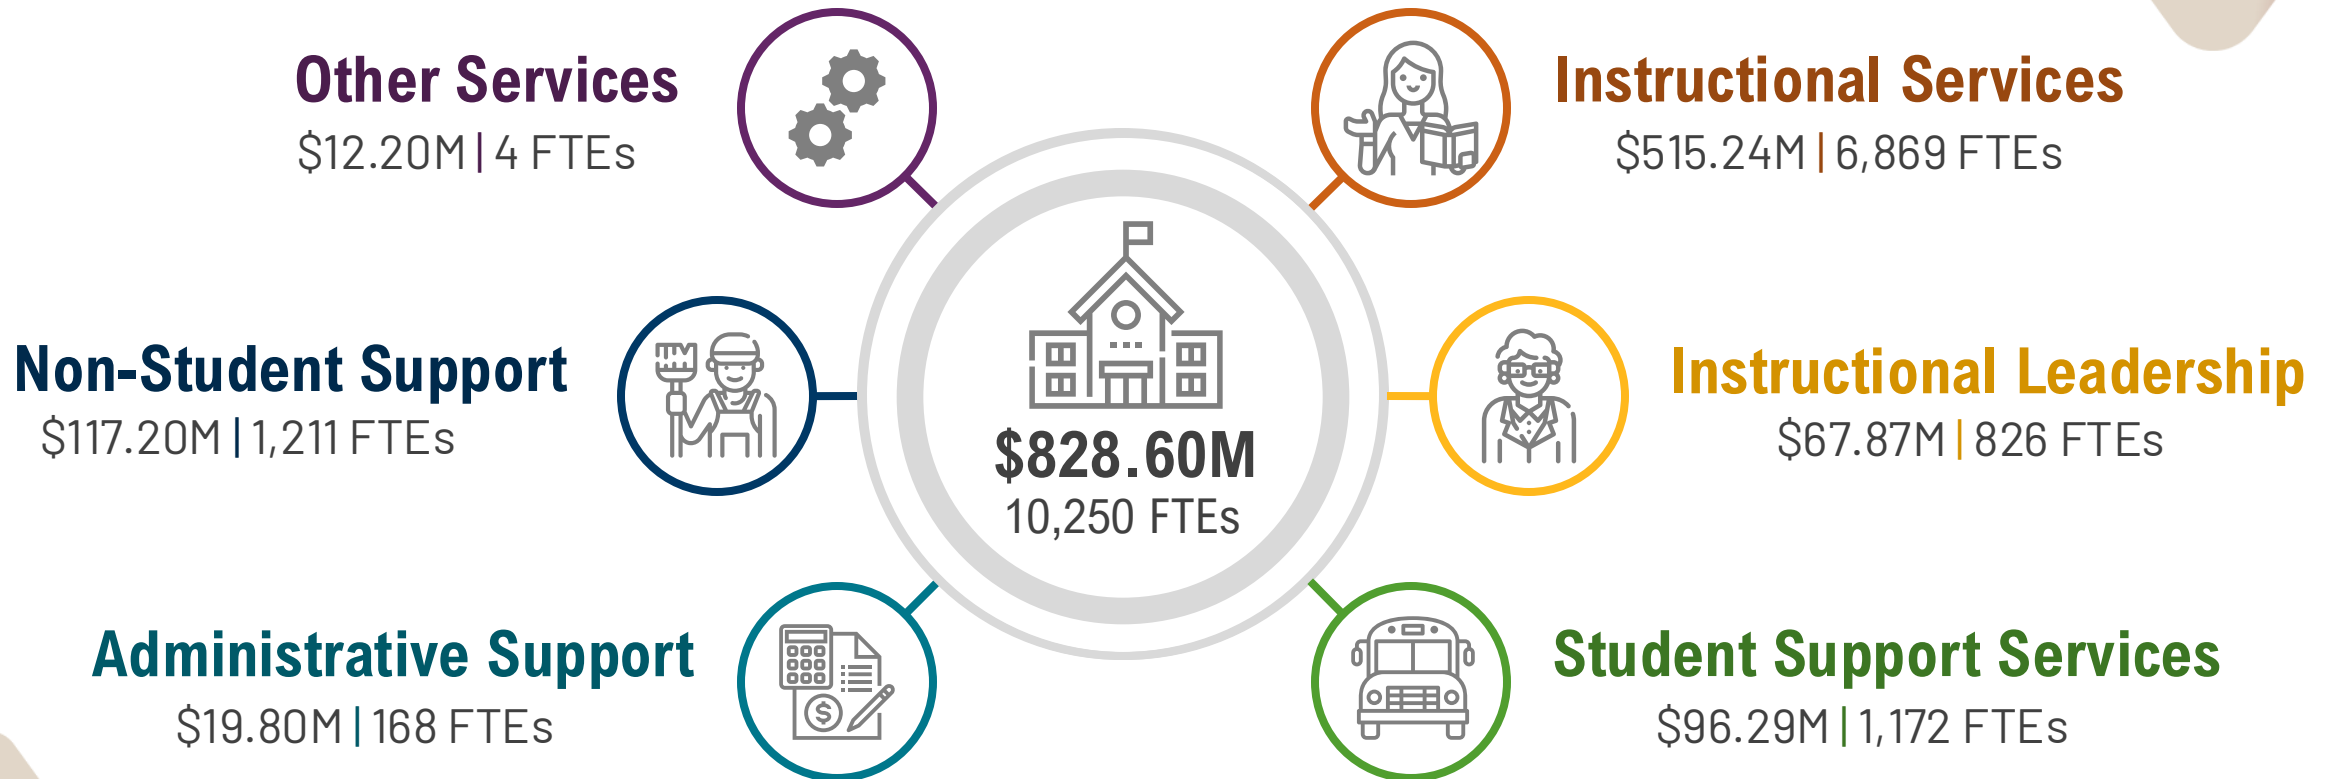 Other Services
$12.20M | 4 FTEs
Instructional Services
$515.24M | 6,869 FTEs
Non-Student Support
$117.20M | 1,211 FTEs
$828.60M
10,250 FTEs
Instructional Leadership
$67.87M | 826 FTEs
Administrative Support
$19.80M | 168 FTEs
Student Support Services
$96.29M | 1,172 FTEs